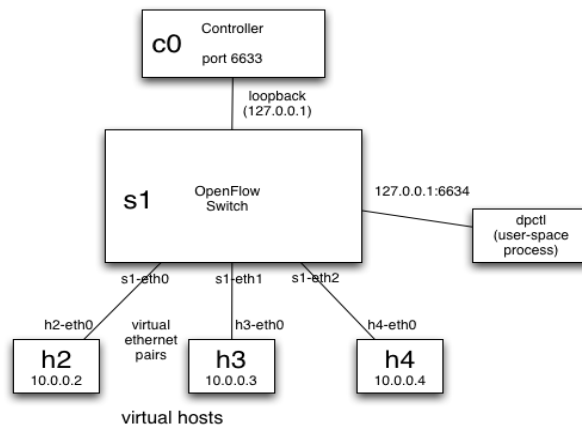 c0
Controller
port 6633
loopback
(127.0.0.1)
s1
OpenFlow
Switch
127.0.0.1:6634
dpctl
(user-space
process)
s1-eth0
s1-eth1
s1-eth2
h2-eth0
virtual
ethernet
pairs
h3-eth0
h4-eth0
h2
10.0.0.2
h3
10.0.0.3
h4
10.0.0.4
virtual hosts